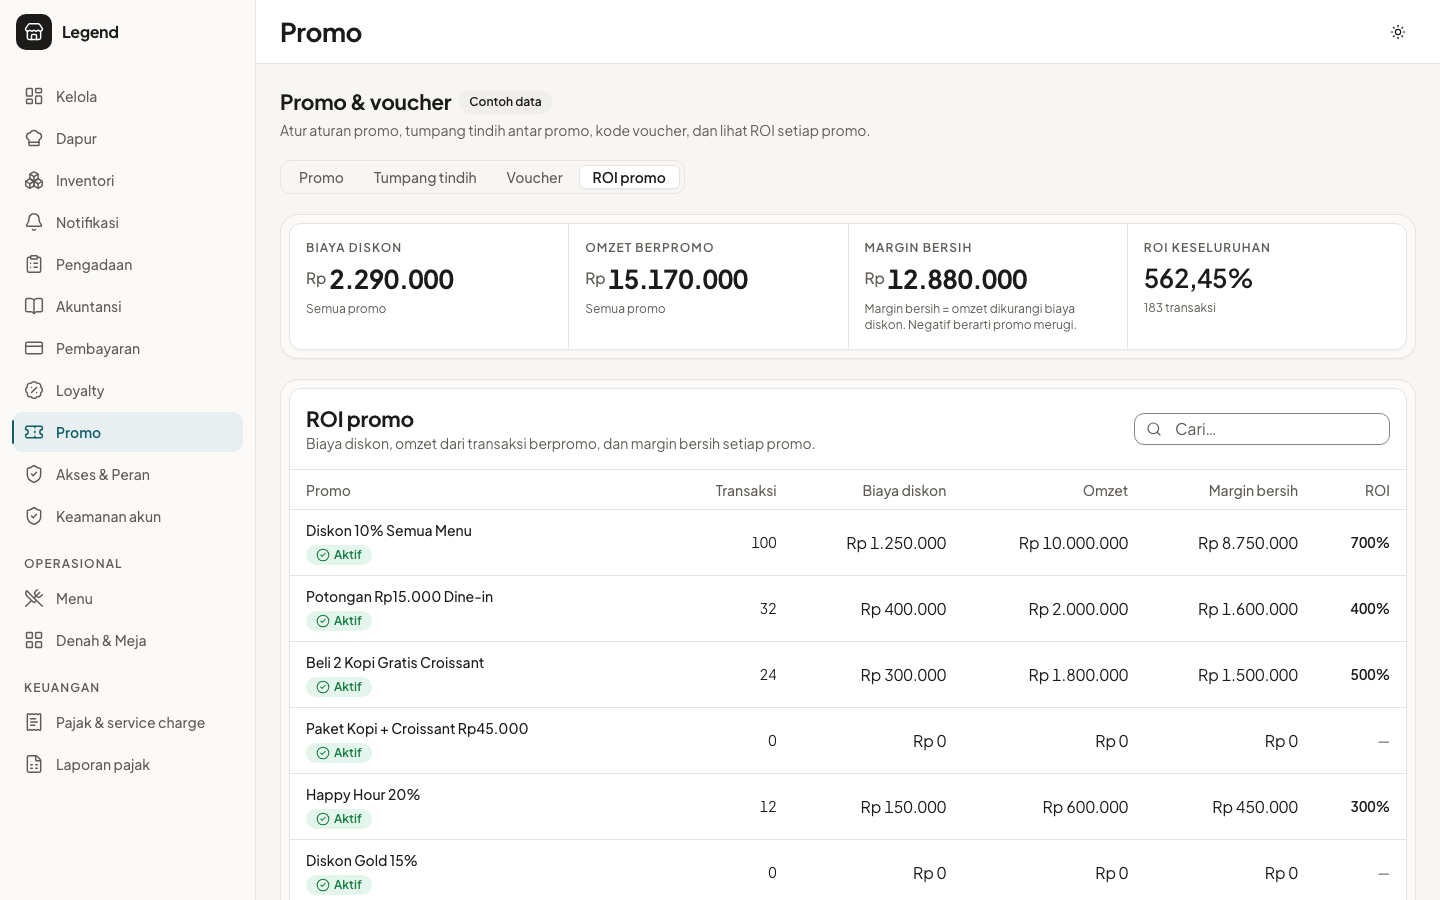 Legend
Promo
Kelola
Dapur
Inventori
Notifikasi
Pengadaan
Akuntansi
Pembayaran
Loyalty
Promo
Akses & Peran
Keamanan akun
OPERASIONAL
Menu
Denah & Meja
KEUANGAN
Pajak & service charge
Laporan pajak
Promo & voucher Contoh data
Atur aturan promo, tumpang tindih antar promo, kode voucher, dan lihat ROI setiap promo.
Promo Tumpang tindih Voucher ROI promo
BIAYA DISKON
Rp 2.290.000
Semua promo
OMZET BERPROMO
Rp 15.170.000
Semua promo
MARGIN BERSIH
Rp 12.880.000
Margin bersih = omzet dikurangi biaya
diskon. Negatif berarti promo merugi.
ROI KESELURUHAN
562,45%
183 transaksi
ROI promo
Biaya diskon, omzet dari transaksi berpromo, dan margin bersih setiap promo.
Cari...
Promo Transaksi Biaya diskon Omzet Margin bersih ROI
Diskon 10% Semua Menu
Aktif
100 Rp 1.250.000 Rp 10.000.000 Rp 8.750.000 700%
Potongan Rp15.000 Dine-in
Aktif
32 Rp 400.000 Rp 2.000.000 Rp 1.600.000 400%
Beli 2 Kopi Gratis Croissant
Aktif
24 Rp 300.000 Rp 1.800.000 Rp 1.500.000 500%
Paket Kopi + Croissant Rp45.000
Aktif
0 Rp 0 Rp 0 Rp 0 —
Happy Hour 20%
Aktif
12 Rp 150.000 Rp 600.000 Rp 450.000 300%
Diskon Gold 15%
Aktif
0 Rp 0 Rp 0 Rp 0 —